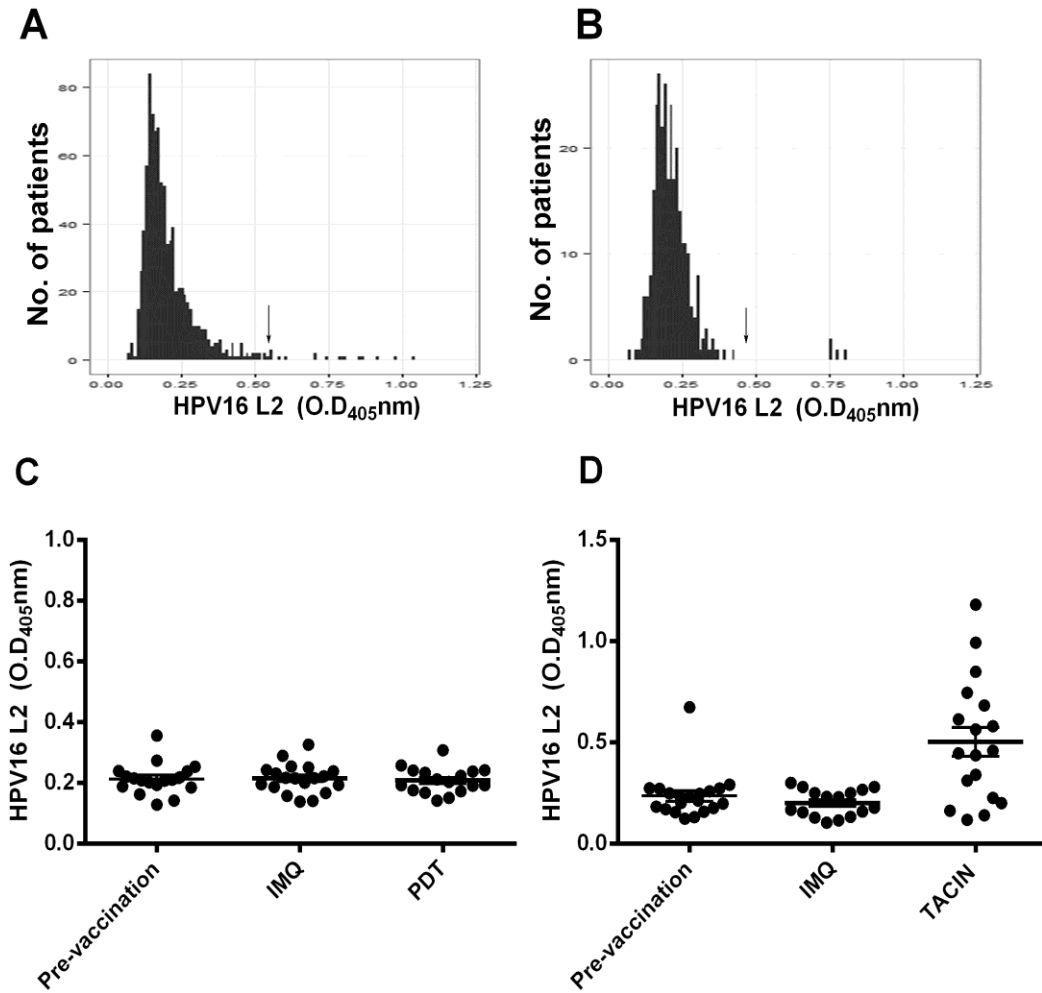 A
B
No. of patients
80
60
40
20
0
0.00 0.25 0.50 0.75 1.00 1.25
HPV16 L2 (O.D405nm)
No. of patients
20
10
0
0.00 0.25 0.50 0.75 1.00 1.25
HPV16 L2 (O.D405nm)
C
D
HPV16 L2 (O.D405nm)
1.0
0.8
0.6
0.4
0.2
0.0
Pre-vaccination
IMQ
PDT
HPV16 L2 (O.D405nm)
1.5
1.0
0.5
0.0
Pre-vaccination
IMQ
TACIN